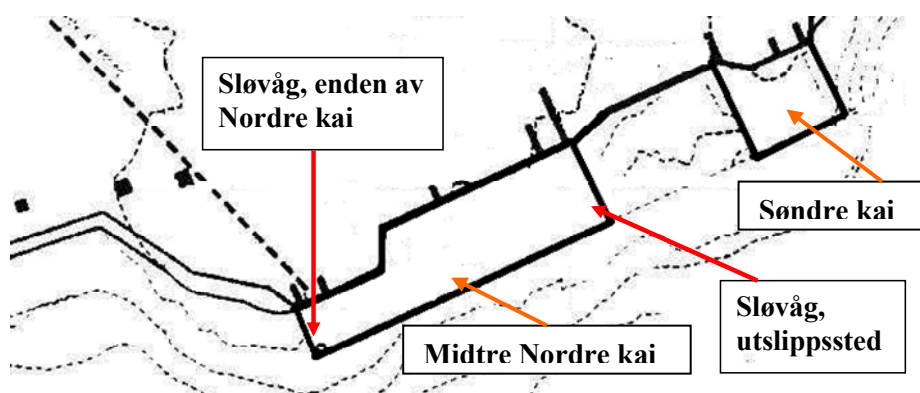 Sløvåg, enden av
Nordre kai
Søndre kai
Sløvåg,
utslippssted
Midtre Nordre kai